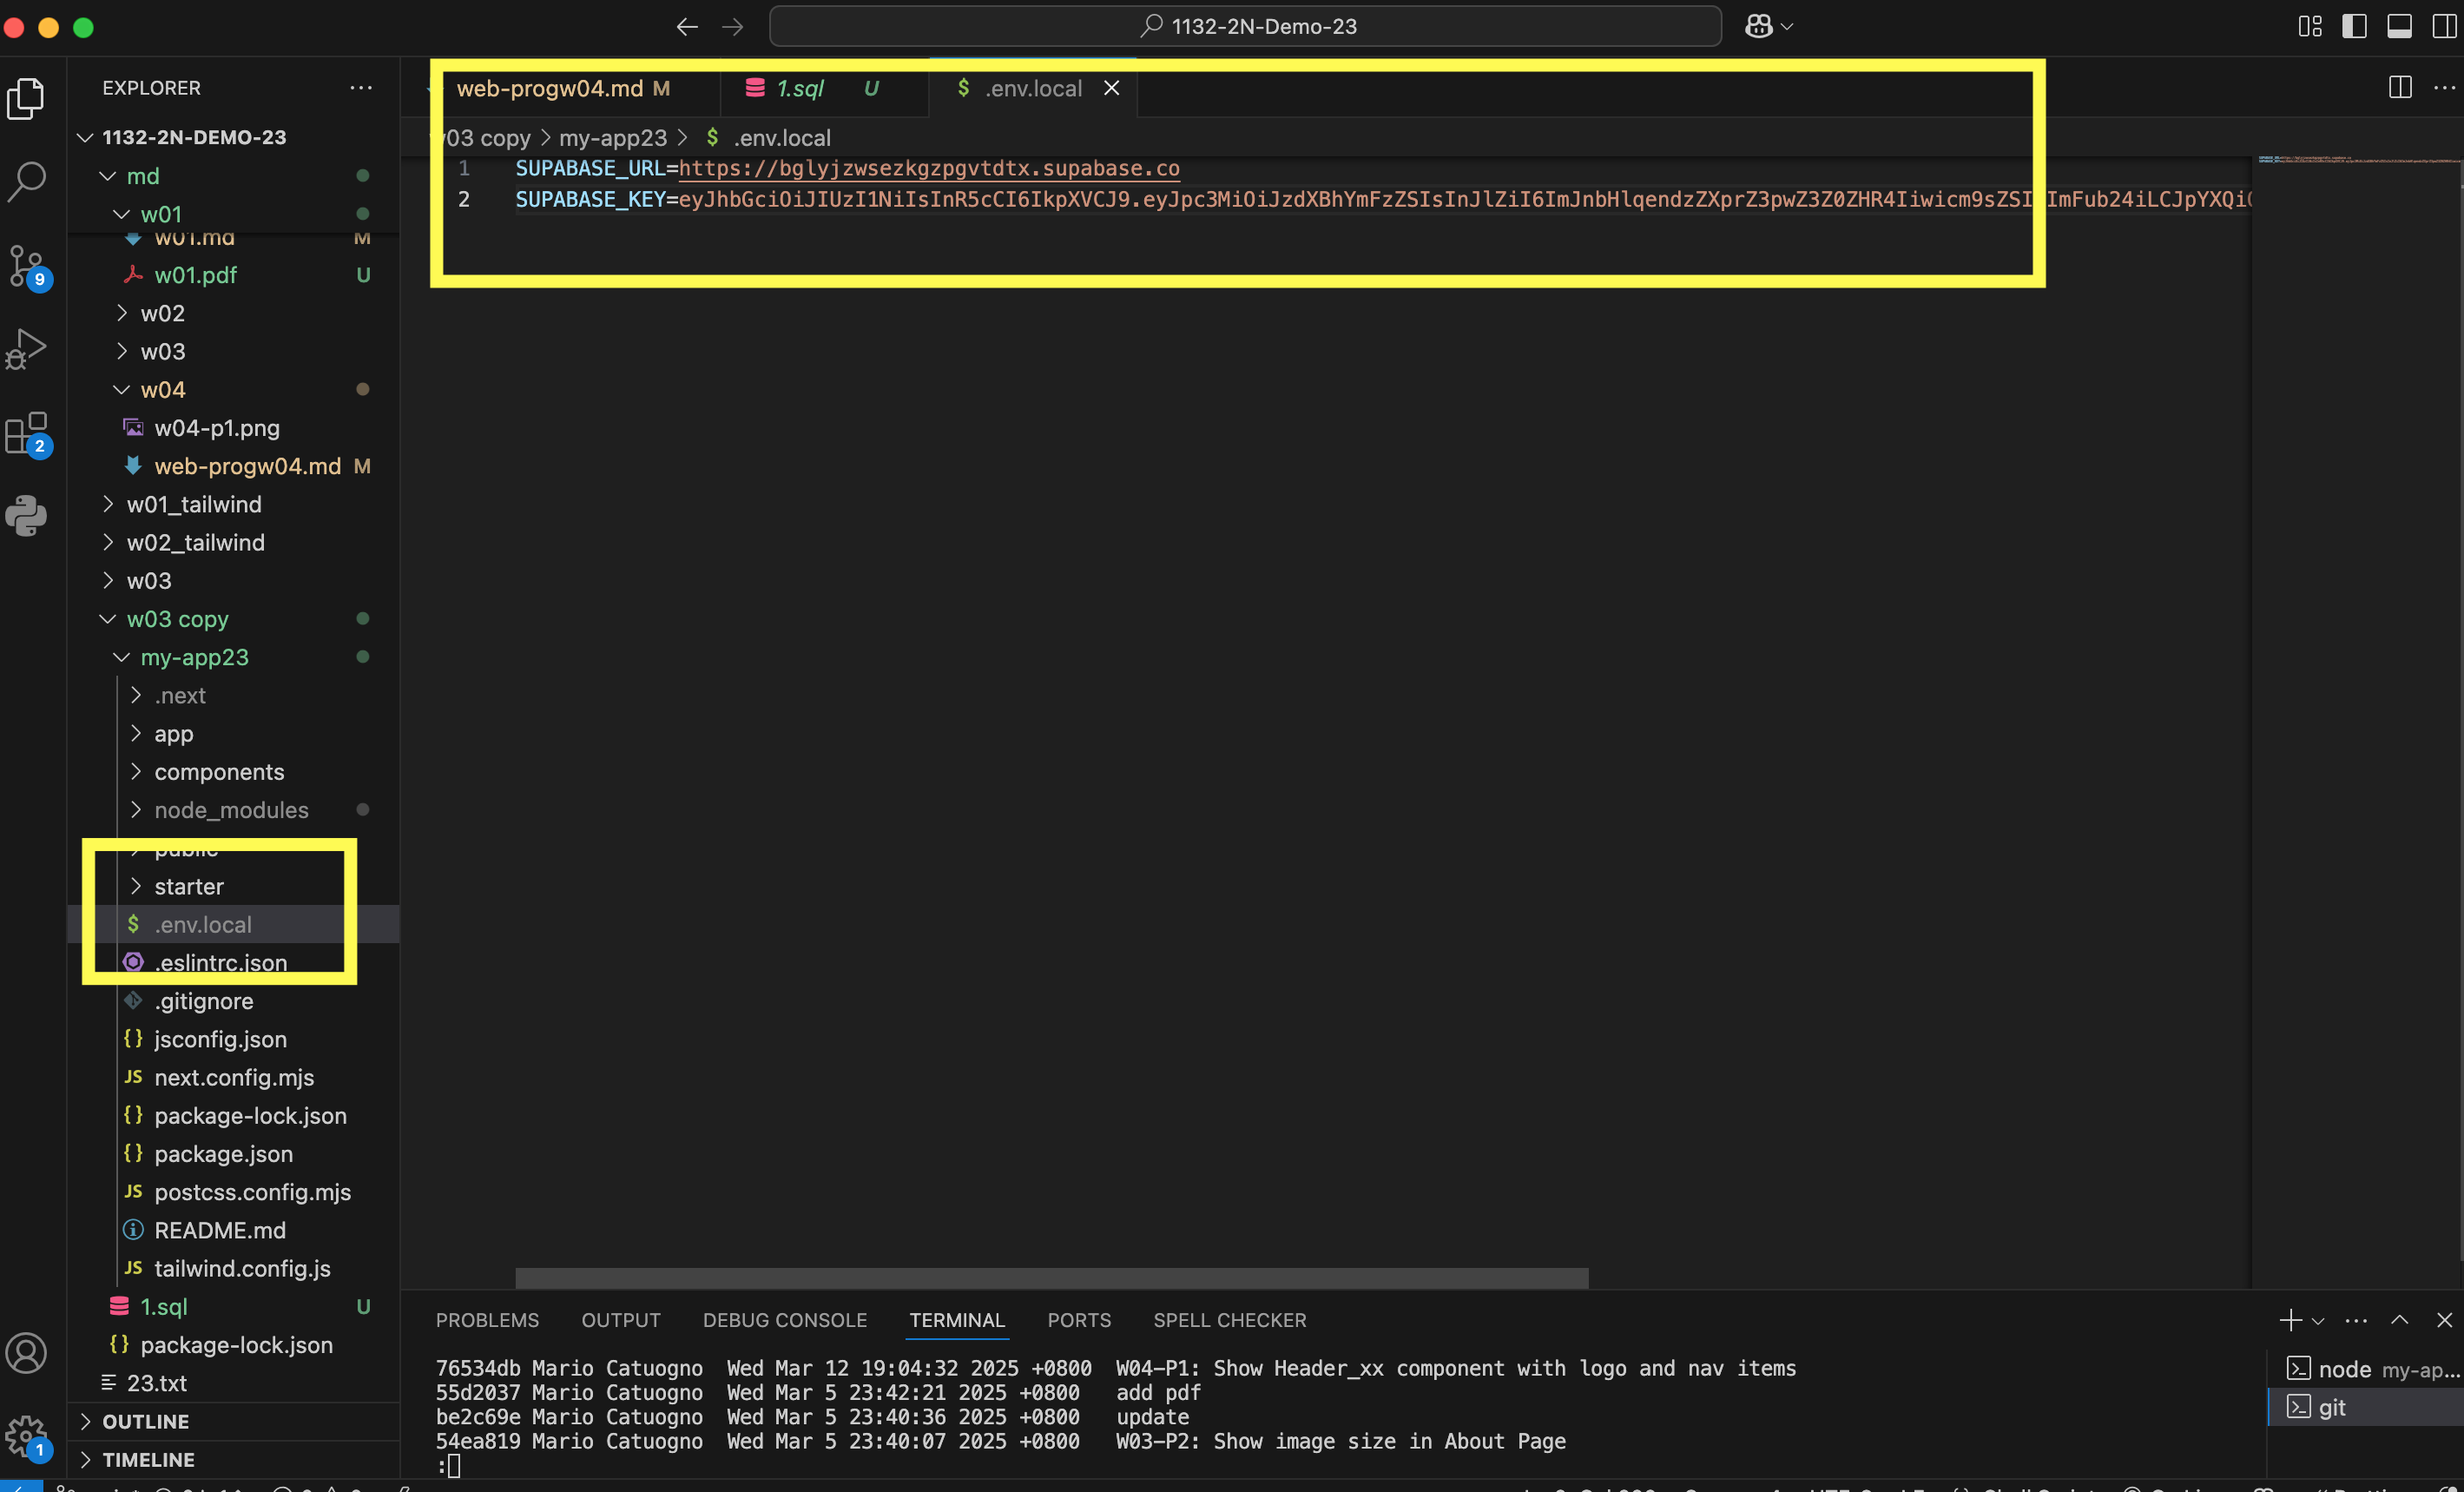 1132-2N-Demo-23
EXPLORER
1132-2N-DEMO-23
md
w01
w01.md M
w01.pdf U
w02
w03
w04
w04-p1.png
web-progw04.md M
w01_tailwind
w02_tailwind
w03
w03 copy
my-app23
.next
app
components
node_modules
public
starter
.env.local
.eslintrc.json
.gitignore
jsconfig.json
next.config.mjs
package-lock.json
package.json
postcss.config.mjs
README.md
tailwind.config.js
1.sql U
package-lock.json
23.txt
OUTLINE
TIMELINE
9
2
1
web-progw04.md M
1.sql U
.env.local
w03 copy > my-app23 > $ .env.local
1 SUPABASE_URL=https://bglyjzwsezkgzpgvtdtx.supabase.co
2 SUPABASE_KEY=
PROBLEMS OUTPUT DEBUG CONSOLE TERMINAL PORTS SPELL CHECKER
76534db Mario Catuogno Wed Mar 12 19:04:32 2025 +0800 W04-P1: Show Header_xx component with logo and nav items
55d2037 Mario Catuogno Wed Mar 5 23:42:21 2025 +0800 add pdf
be2c69e Mario Catuogno Wed Mar 5 23:40:36 2025 +0800 update
54ea819 Mario Catuogno Wed Mar 5 23:40:07 2025 +0800 W03-P2: Show image size in About Page
:
node my-ap...
git